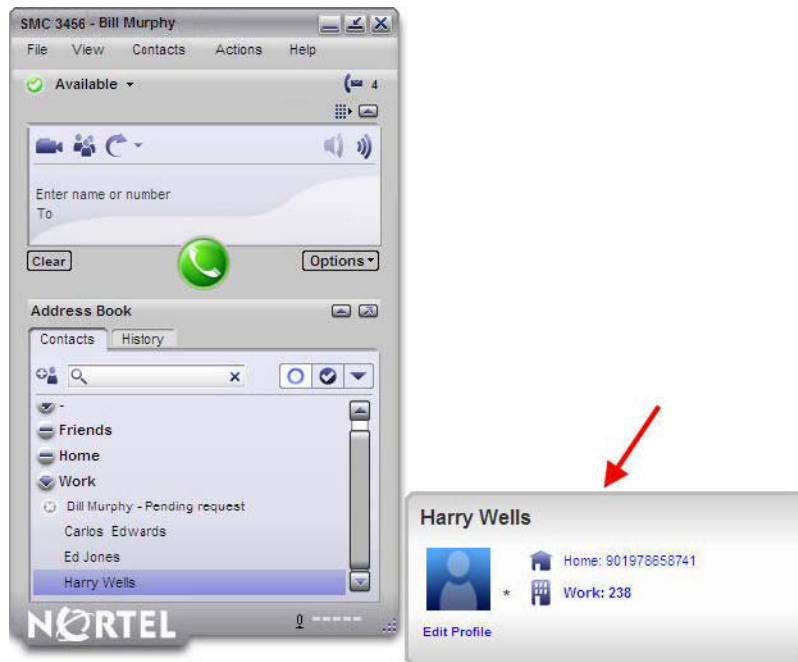 SMC 3456 - Bill Murphy
File View Contacts Actions Help
Available
4
Enter name or number
To
Clear
Options
Address Book
Contacts History
-
Friends
Home
Work
Dill Murphy - Pending request
Carlos Edwards
Ed Jones
Harry Wells
NORTEL
Harry Wells
Home: 901978658741
* Work: 238
Edit Profile